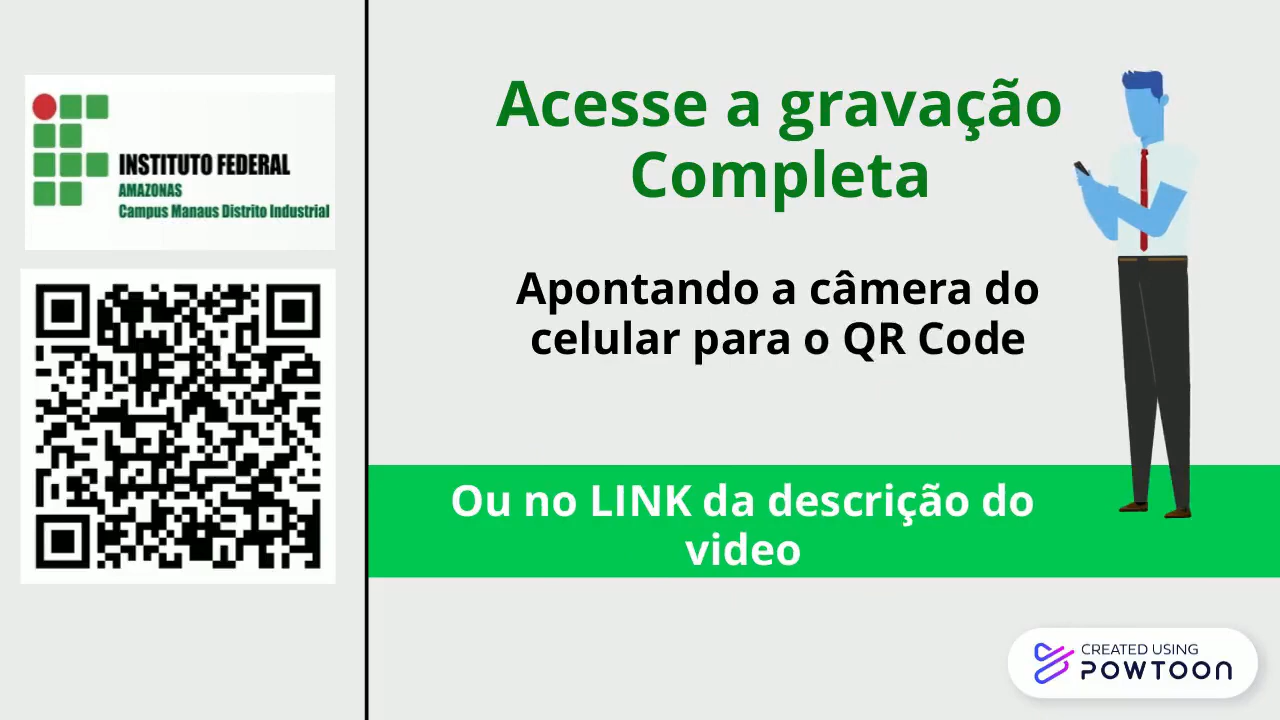 INSTITUTO FEDERAL
AMAZONAS
Campus Manaus Distrito Industrial
Acesse a gravação
Completa
Apontando a câmera do
celular para o QR Code
Ou no LINK da descrição do
video
CREATED USING
POWTOON